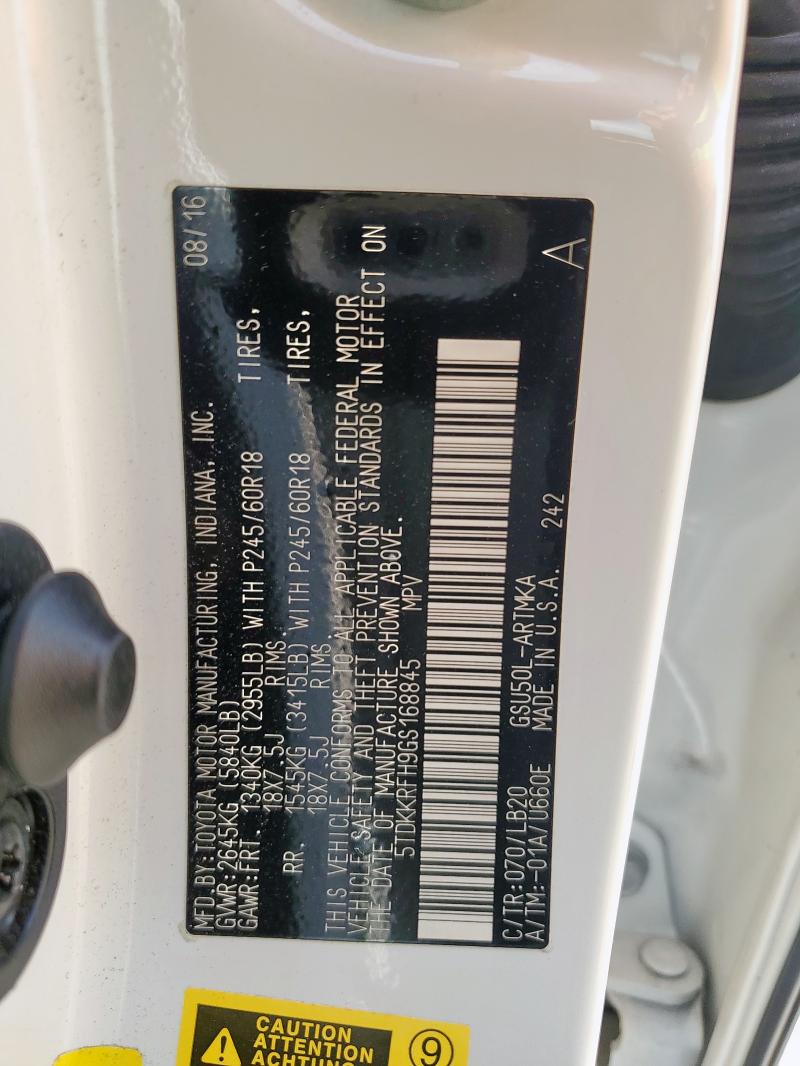 MFD.BY:TOYOTA MOTOR MANUFACTURING, INDIANA, INC. 08/16
GVWR:2645KG (5840LB)
GAWR:FRT. 1340KG (2955LB) WITH P245/60R18 TIRES,
18X7.5J RIMS.
RR. 1545KG (3415LB) WITH P245/60R18 TIRES,
18X7.5J RIMS.
THIS VEHICLE CONFORMS TO ALL APPLICABLE FEDERAL MOTOR
VEHICLE SAFETY AND THEFT PREVENTION STANDARDS IN EFFECT ON
THE DATE OF MANUFACTURE SHOWN ABOVE.
5TDKKRFH9GS168845 MPV
C/TR:070/LB20 GSU50L-ARTMKA
A/TM:-01A/U660E MADE IN U.S.A. 242 A
CAUTION
ATTENTION
ACHTUNG
9